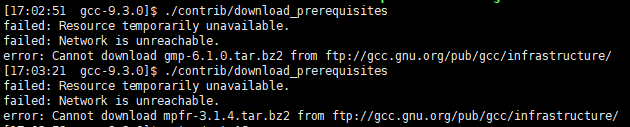 [17:02:51  gcc-9.3.0]$ ./contrib/download_prerequisites
failed: Resource temporarily unavailable.
failed: Network is unreachable.
error: Cannot download gmp-6.1.0.tar.bz2 from ftp://gcc.gnu.org/pub/gcc/infrastructure/
[17:03:21  gcc-9.3.0]$ ./contrib/download_prerequisites
failed: Resource temporarily unavailable.
failed: Network is unreachable.
error: Cannot download mpfr-3.1.4.tar.bz2 from ftp://gcc.gnu.org/pub/gcc/infrastructure/